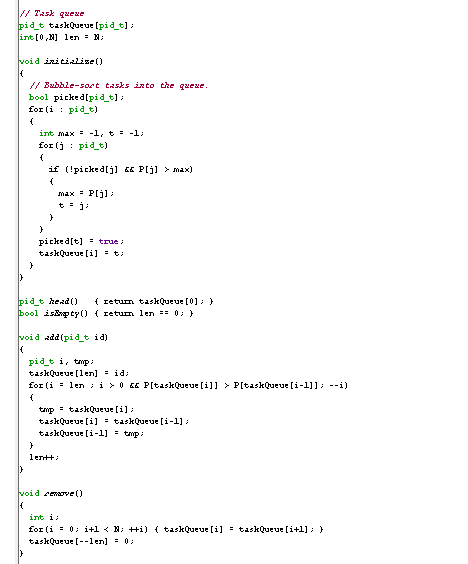 // Task queue
pid_t taskQueue[pid_t];
int[0,N] len = N;
void initialize()
{
// Bubble-sort tasks into the queue.
bool picked[pid_t];
for(i : pid_t)
{
int max = -1, t = -1;
for(j : pid_t)
{
if (!picked[j] && P[j] > max)
{
max = P[j];
t = j;
}
}
picked[t] = true;
taskQueue[i] = t;
}
}
pid_t head() { return taskQueue[0]; }
bool isEmpty() { return len == 0; }
void add(pid_t id)
{
pid_t i, tmp;
taskQueue[len] = id;
for(i = len ; i > 0 && P[taskQueue[i]] > P[taskQueue[i-1]]; --i)
{
tmp = taskQueue[i];
taskQueue[i] = taskQueue[i-1];
taskQueue[i-1] = tmp;
}
len++;
}
void remove()
{
int i;
for(i = 0; i+1 < N; ++i) { taskQueue[i] = taskQueue[i+1]; }
taskQueue[--len] = 0;
}